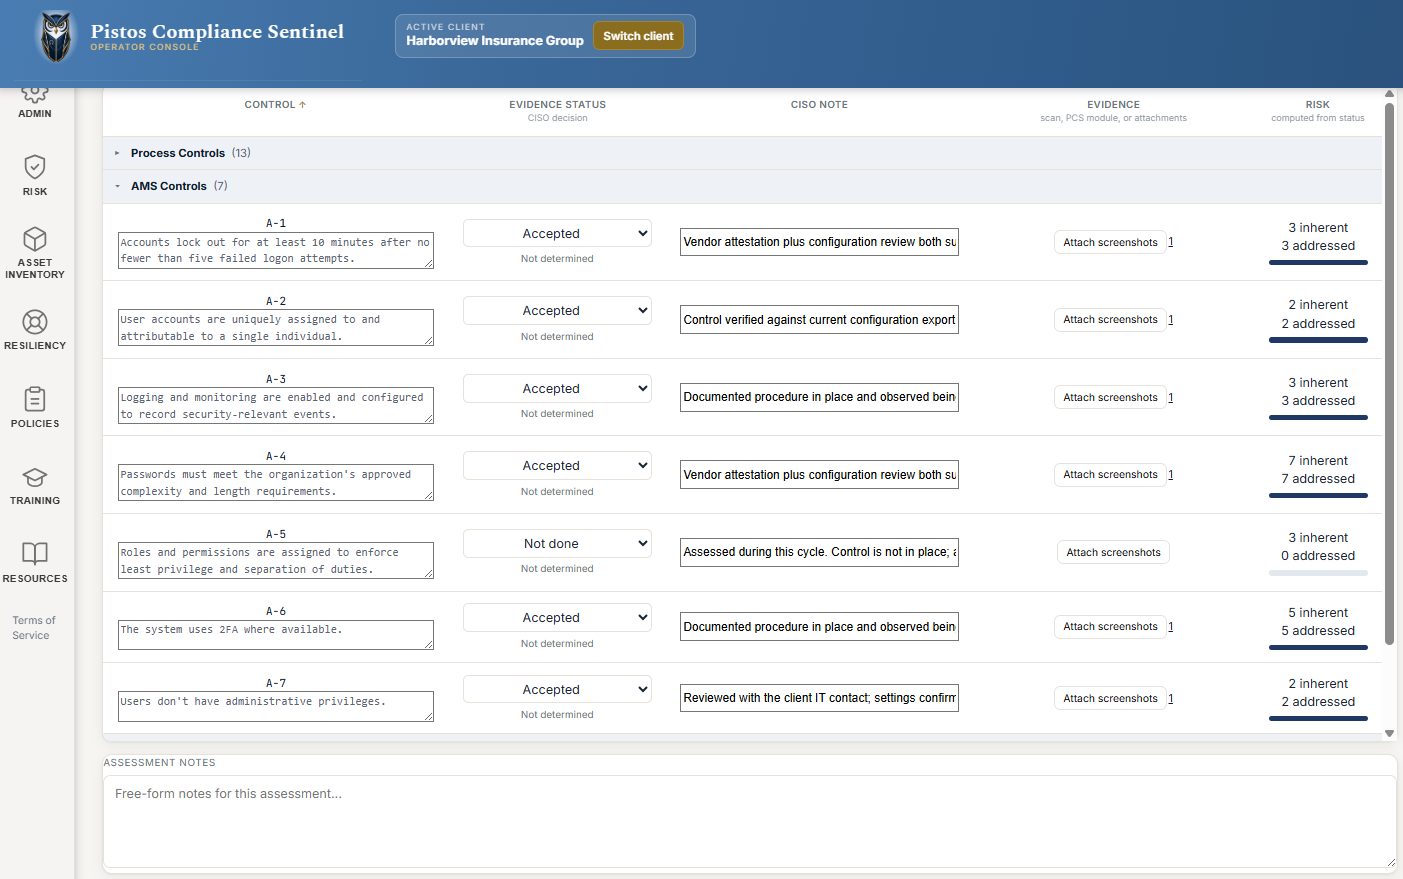 Pistos Compliance Sentinel
OPERATOR CONSOLE
ACTIVE CLIENT
Harborview Insurance Group
Switch client
ADMIN
RISK
ASSET
INVENTORY
RESILIENCY
POLICIES
TRAINING
RESOURCES
Terms of
Service
CONTROL ↑
EVIDENCE STATUS
CISO decision
CISO NOTE
EVIDENCE
scan, PCS module, or attachments
RISK
computed from status
Process Controls (13)
AMS Controls (7)
A-1
Accounts lock out for at least 10 minutes after no
fewer than five failed logon attempts.
Accepted
Not determined
Vendor attestation plus configuration review both su
Attach screenshots 1
3 inherent
3 addressed
A-2
User accounts are uniquely assigned to and
attributable to a single individual.
Accepted
Not determined
Control verified against current configuration export
Attach screenshots 1
2 inherent
2 addressed
A-3
Logging and monitoring are enabled and configured
to record security-relevant events.
Accepted
Not determined
Documented procedure in place and observed bein
Attach screenshots 1
3 inherent
3 addressed
A-4
Passwords must meet the organization's approved
complexity and length requirements.
Accepted
Not determined
Vendor attestation plus configuration review both su
Attach screenshots 1
7 inherent
7 addressed
A-5
Roles and permissions are assigned to enforce
least privilege and separation of duties.
Not done
Not determined
Assessed during this cycle. Control is not in place;
Attach screenshots
3 inherent
0 addressed
A-6
The system uses 2FA where available.
Accepted
Not determined
Documented procedure in place and observed bein
Attach screenshots 1
5 inherent
5 addressed
A-7
Users don't have administrative privileges.
Accepted
Not determined
Reviewed with the client IT contact; settings confirm
Attach screenshots 1
2 inherent
2 addressed
ASSESSMENT NOTES
Free-form notes for this assessment...